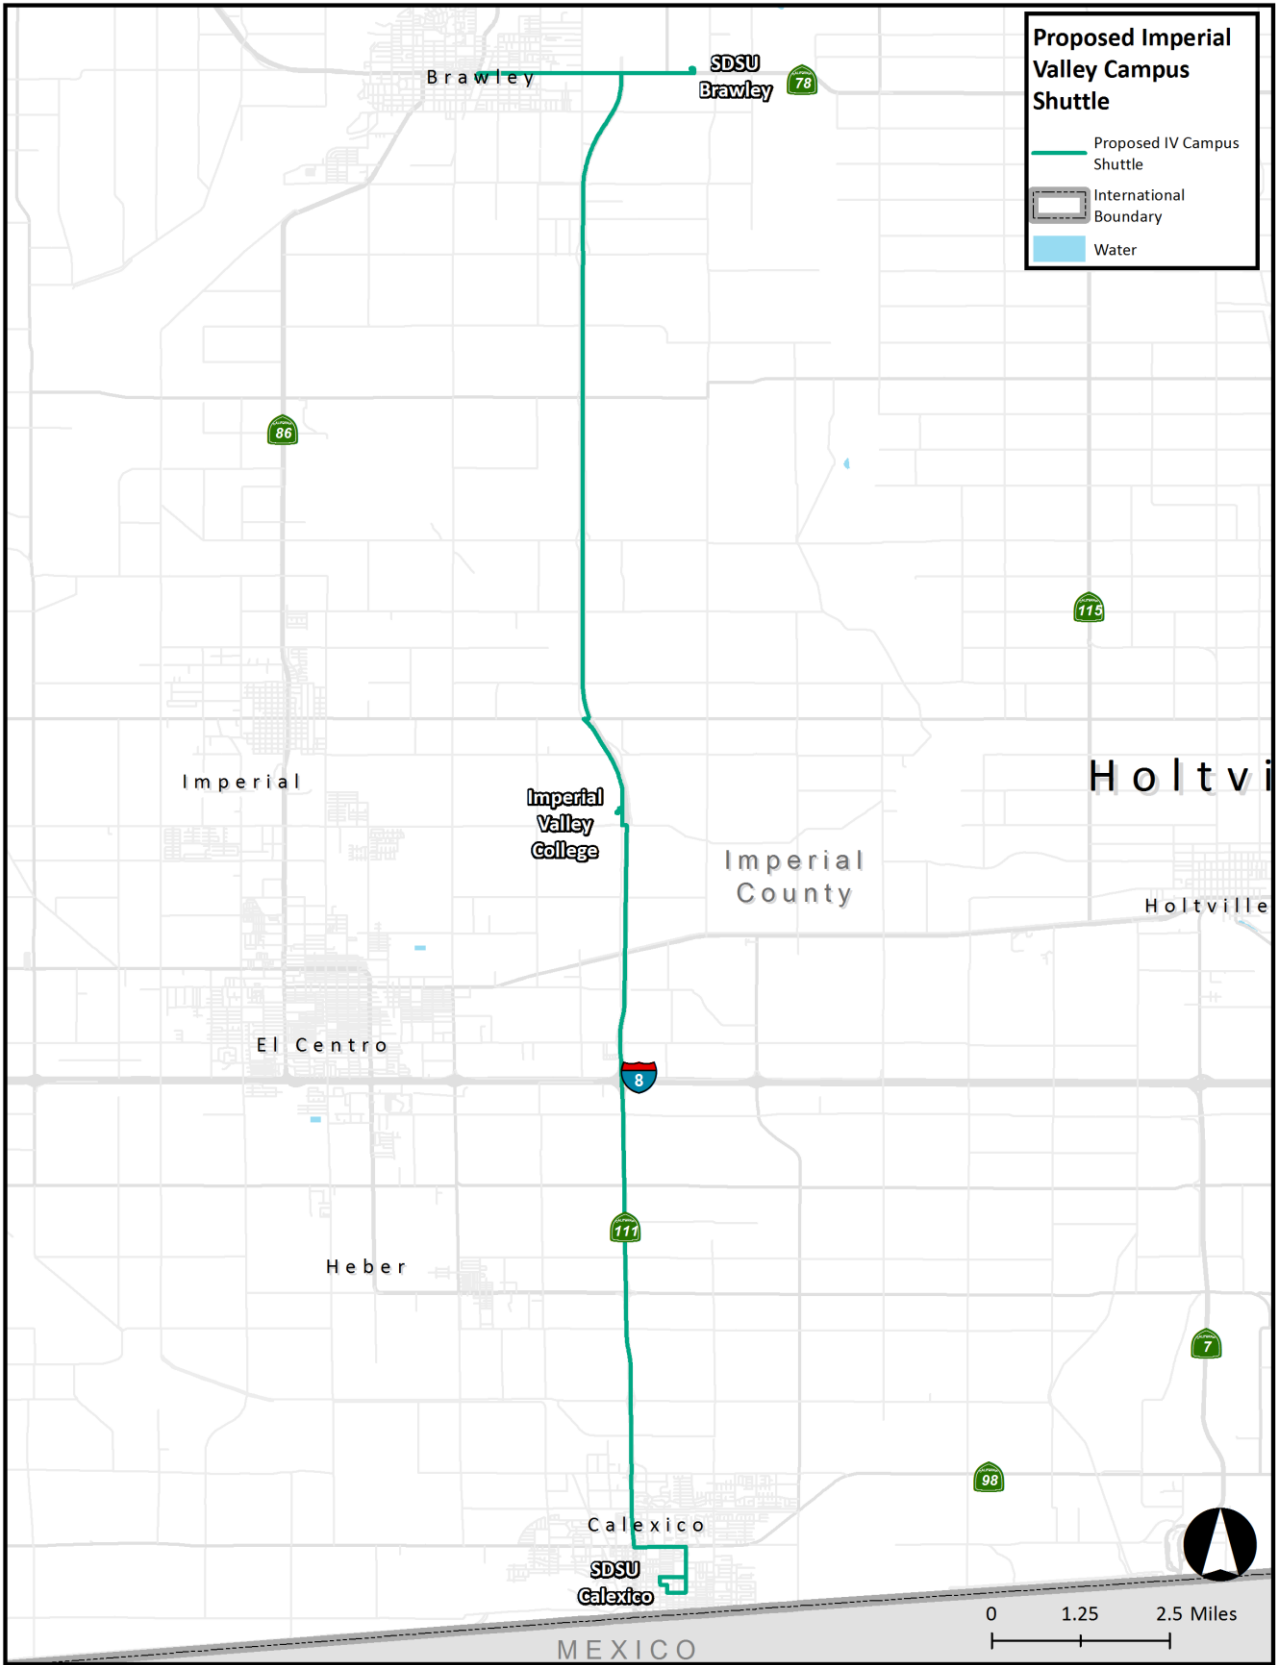 Proposed Imperial
Valley Campus
Shuttle
Proposed IV Campus
Shuttle
International
Boundary
Water
Brawley
SDSU
Brawley
78
86
115
Imperial
Holtvi
Imperial
Valley
College
Imperial
County
Holtville
El Centro
8
111
Heber
7
98
Calexico
SDSU
Calexico
0 1.25 2.5 Miles
MEXICO